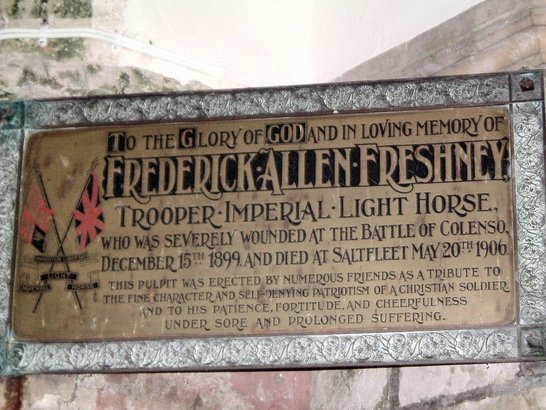 TO THE GLORY OF GOD AND IN LOVING MEMORY OF
FREDERICK·ALLEN·FRESHNEY,
TROOPER·IMPERIAL·LIGHT HORSE,
WHO WAS SEVERELY WOUNDED AT THE BATTLE OF COLENSO,
DECEMBER 15TH 1899, AND DIED AT SALTFLEET MAY 20TH 1906.
THIS PULPIT WAS ERECTED BY NUMEROUS FRIENDS AS A TRIBUTE TO
THE FINE CHARACTER AND SELF-DENYING PATRIOTISM OF A CHRISTIAN SOLDIER
AND TO HIS PATIENCE, FORTITUDE, AND CHEERFULNESS
UNDER SORE AND PROLONGED SUFFERING.
LIGHT
IMPERIAL HORSE